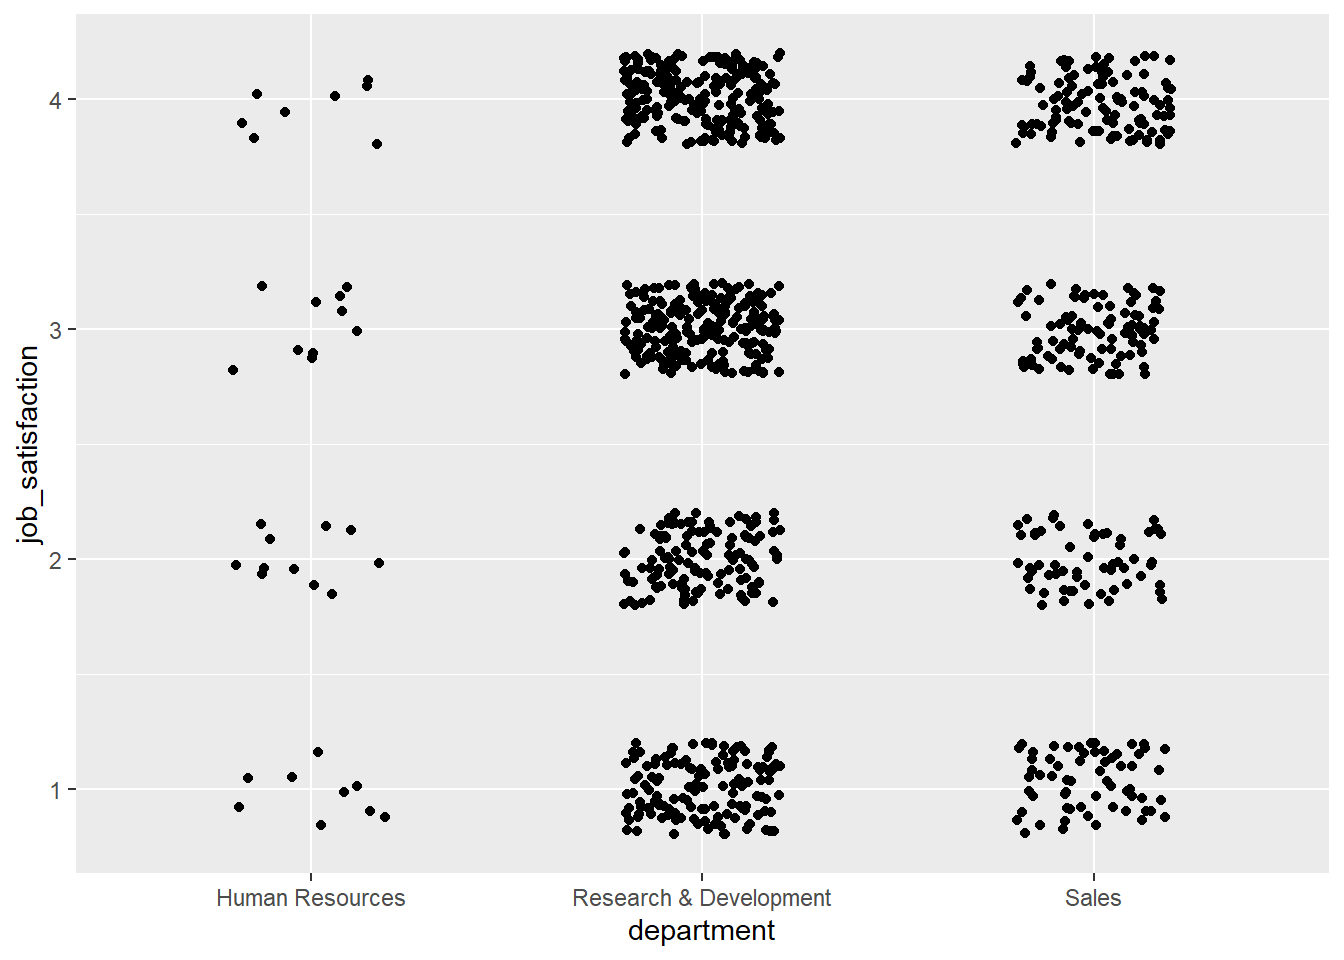 job_satisfaction
4
3
2
1
Human Resources
Research & Development
Sales
department